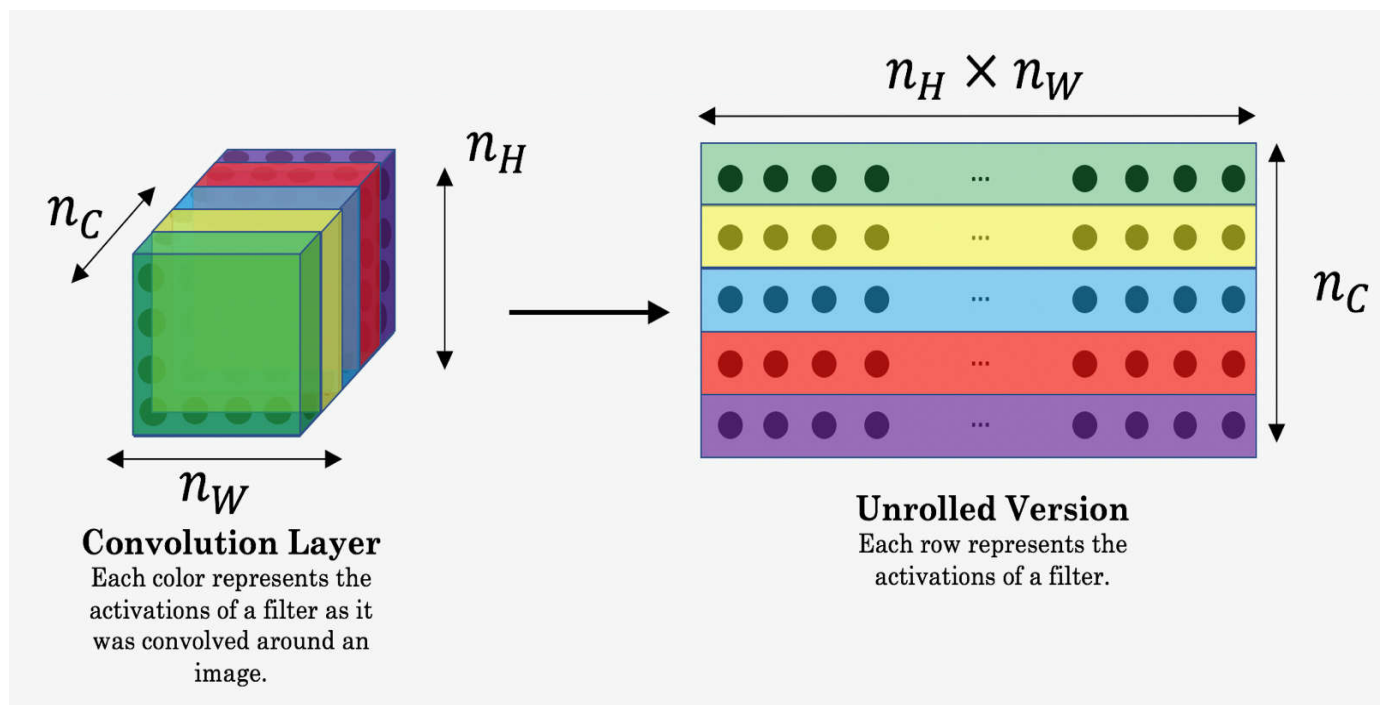 n_C
n_H
n_W
Convolution Layer
Each color represents the
activations of a filter as it
was convolved around an
image.
n_H × n_W
...
...
...
...
...
n_C
Unrolled Version
Each row represents the
activations of a filter.